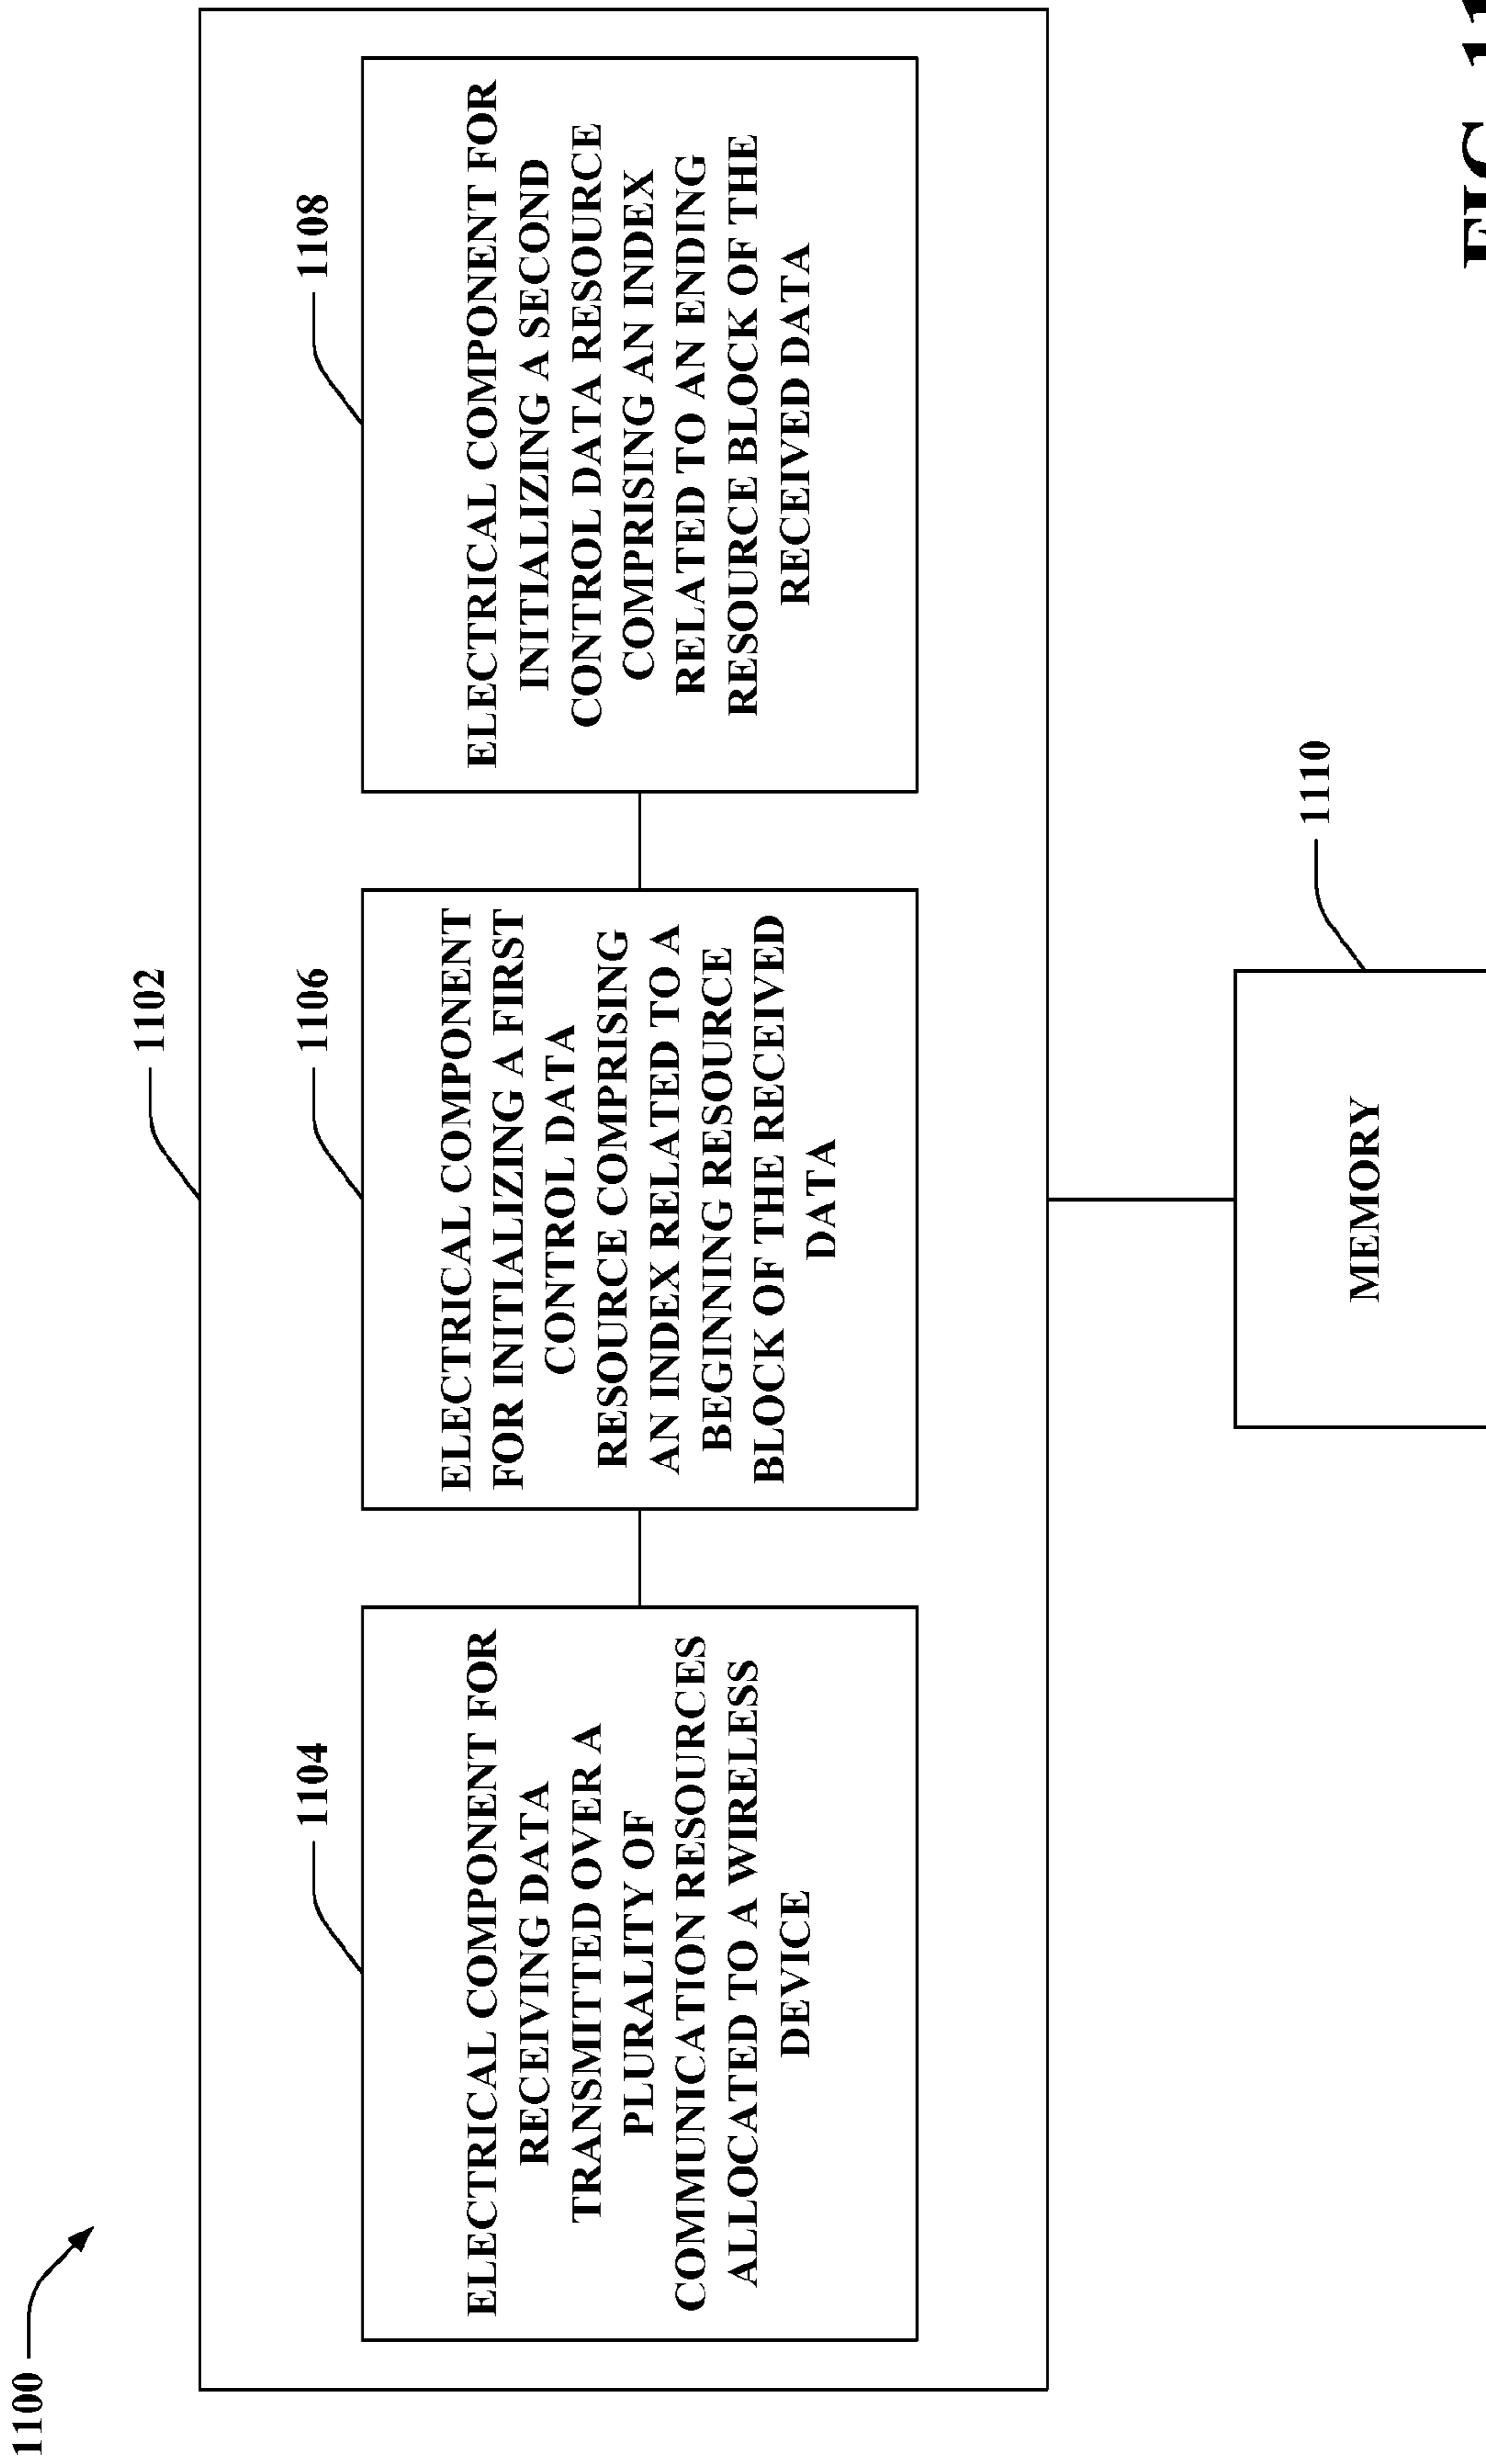 1100
1102
1104
ELECTRICAL COMPONENT FOR
RECEIVING DATA
TRANSMITTED OVER A
PLURALITY OF
COMMUNICATION RESOURCES
ALLOCATED TO A WIRELESS
DEVICE
1106
ELECTRICAL COMPONENT
FOR INITIALIZING A FIRST
CONTROL DATA
RESOURCE COMPRISING
AN INDEX RELATED TO A
BEGINNING RESOURCE
BLOCK OF THE RECEIVED
DATA
1108
ELECTRICAL COMPONENT FOR
INITIALIZING A SECOND
CONTROL DATA RESOURCE
COMPRISING AN INDEX
RELATED TO AN ENDING
RESOURCE BLOCK OF THE
RECEIVED DATA
1110
MEMORY
FIG. 11